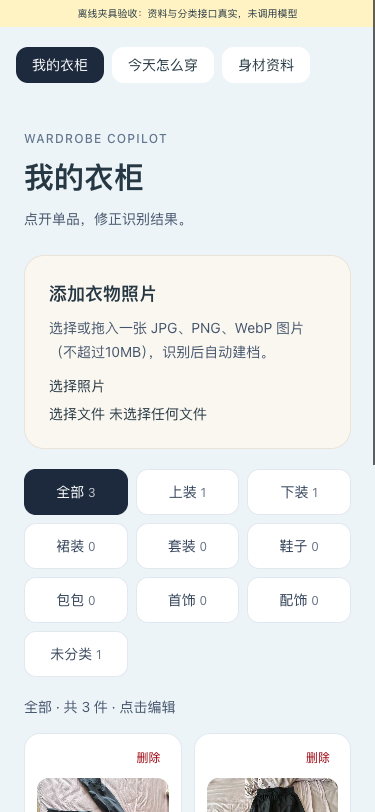 离线夹具验收：资料与分类接口真实，未调用模型
我的衣柜 今天怎么穿 身材资料
WARDROBE COPILOT
我的衣柜
点开单品，修正识别结果。
添加衣物照片
选择或拖入一张 JPG、PNG、WebP 图片
（不超过10MB），识别后自动建档。
选择照片
选择文件 未选择任何文件
全部 3 上装 1 下装 1
裙装 0 套装 0 鞋子 0
包包 0 首饰 0 配饰 0
未分类 1
全部 · 共 3 件 · 点击编辑
删除 删除